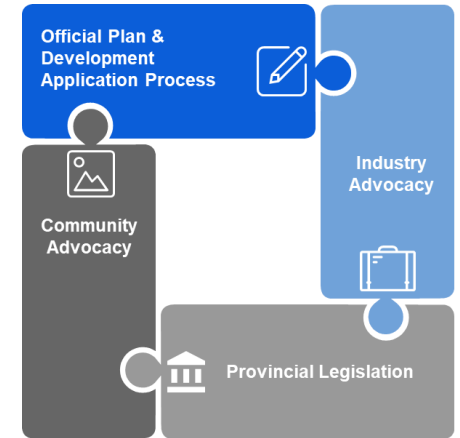 Official Plan &
Development
Application Process
Industry
Advocacy
Community
Advocacy
Provincial Legislation